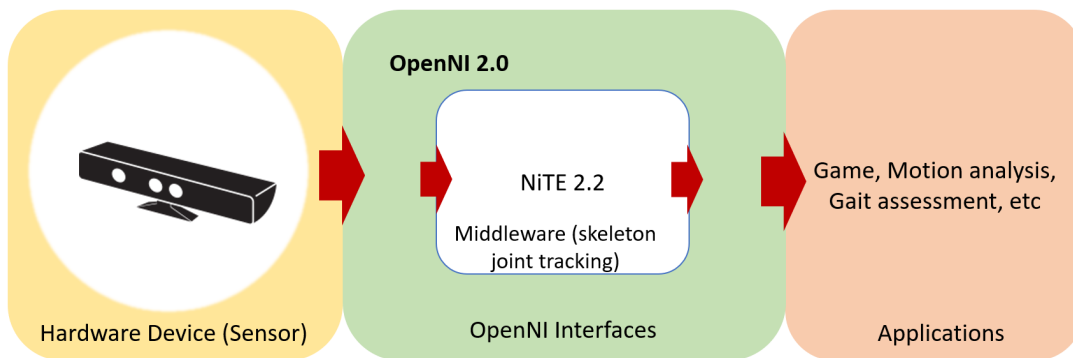 OpenNI 2.0
NiTE 2.2
Middleware (skeleton
joint tracking)
Game, Motion analysis,
Gait assessment, etc
Hardware Device (Sensor)
OpenNI Interfaces
Applications